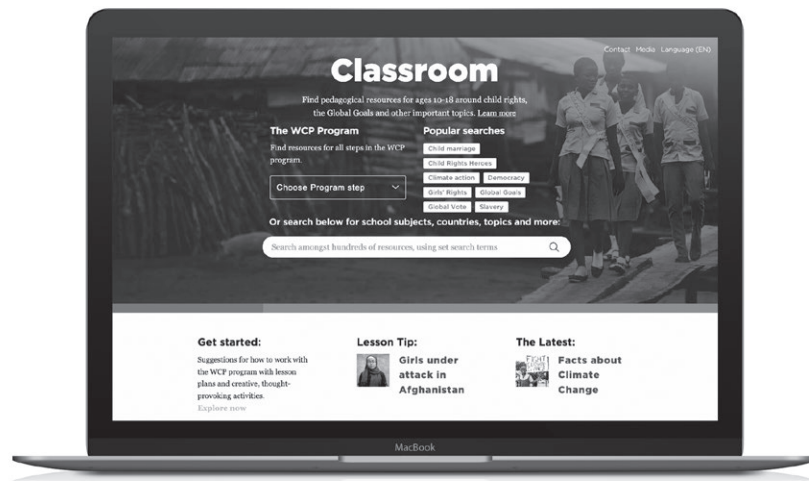 Contact Media Language (EN)
Classroom
Find pedagogical resources for ages 10-18 around child rights,
the Global Goals and other important topics. Learn more
The WCP Program
Find resources for all steps in the WCP
program.
Choose Program step
Popular searches
Child marriage
Child Rights Heroes
Climate action Democracy
Girls' Rights Global Goals
Global Vote Slavery
Or search below for school subjects, countries, topics and more:
Search amongst hundreds of resources, using set search terms
Get started:
Suggestions for how to work with
the WCP program with lesson
plans and creative, thought-
provoking activities.
Explore now
Lesson Tip:
Girls under
attack in
Afghanistan
The Latest:
FIGHT
Facts about
Climate
Change
MacBook